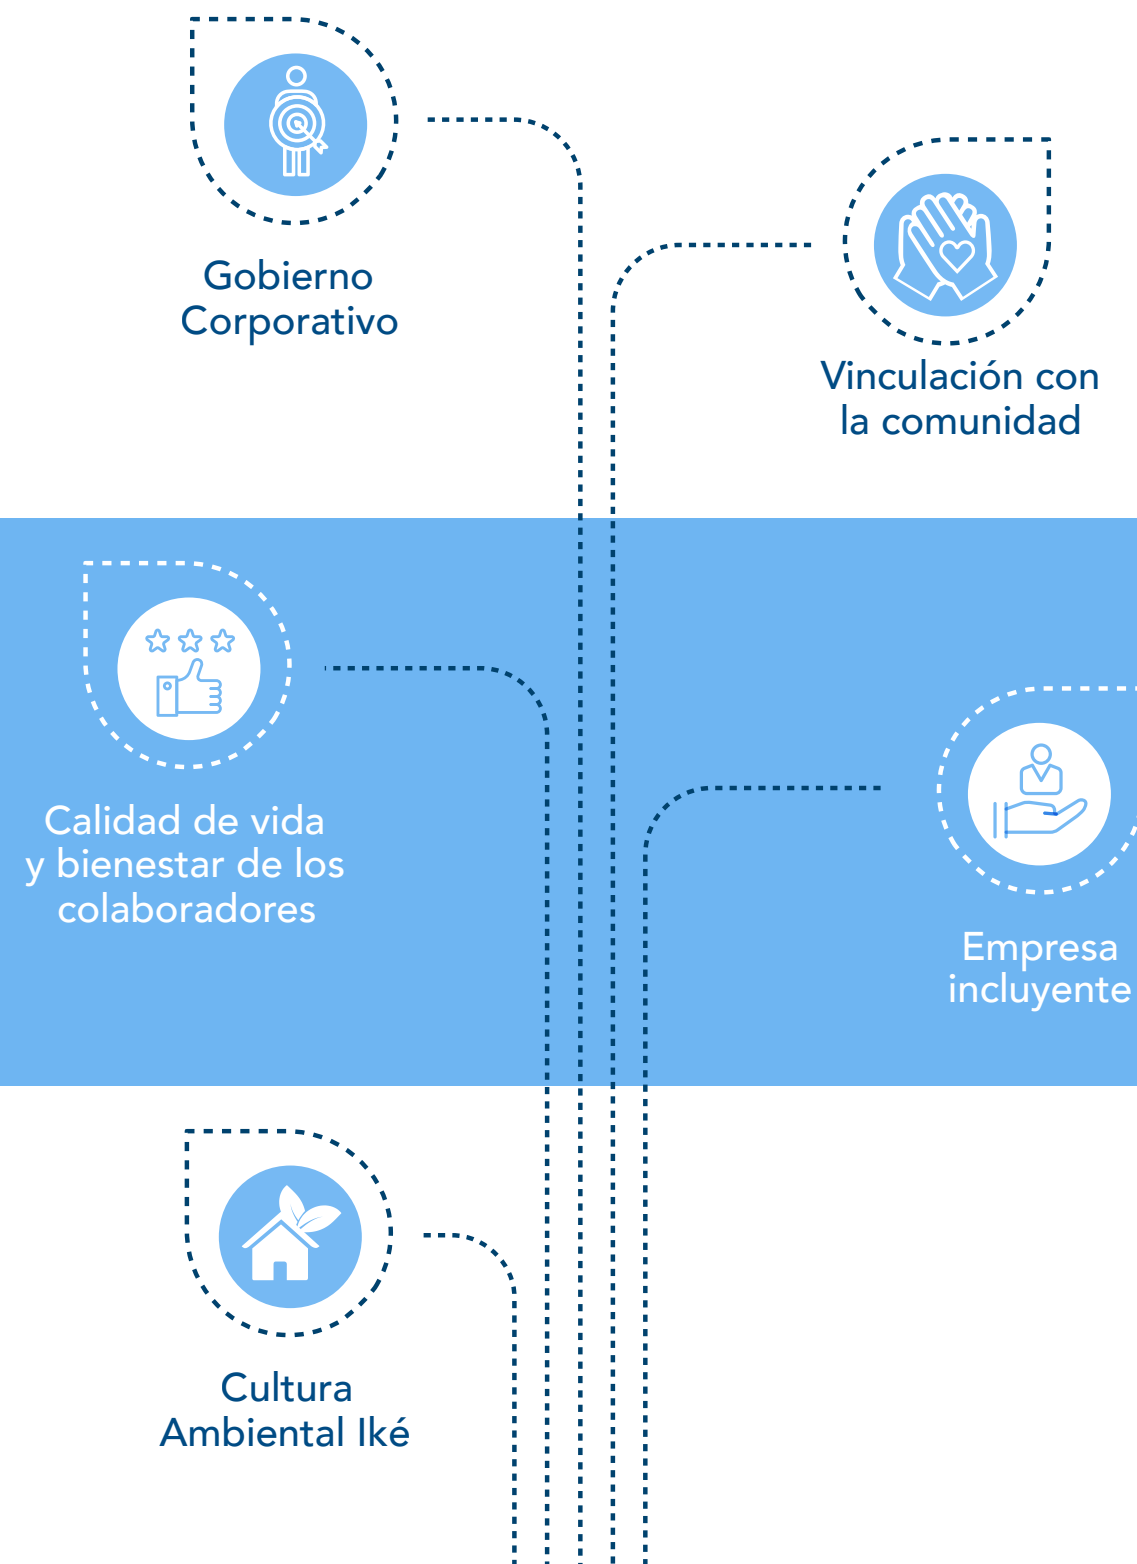 Gobierno
Corporativo
Vinculación con
la comunidad
Calidad de vida
y bienestar de los
colaboradores
Empresa
incluyente
Cultura
Ambiental Iké